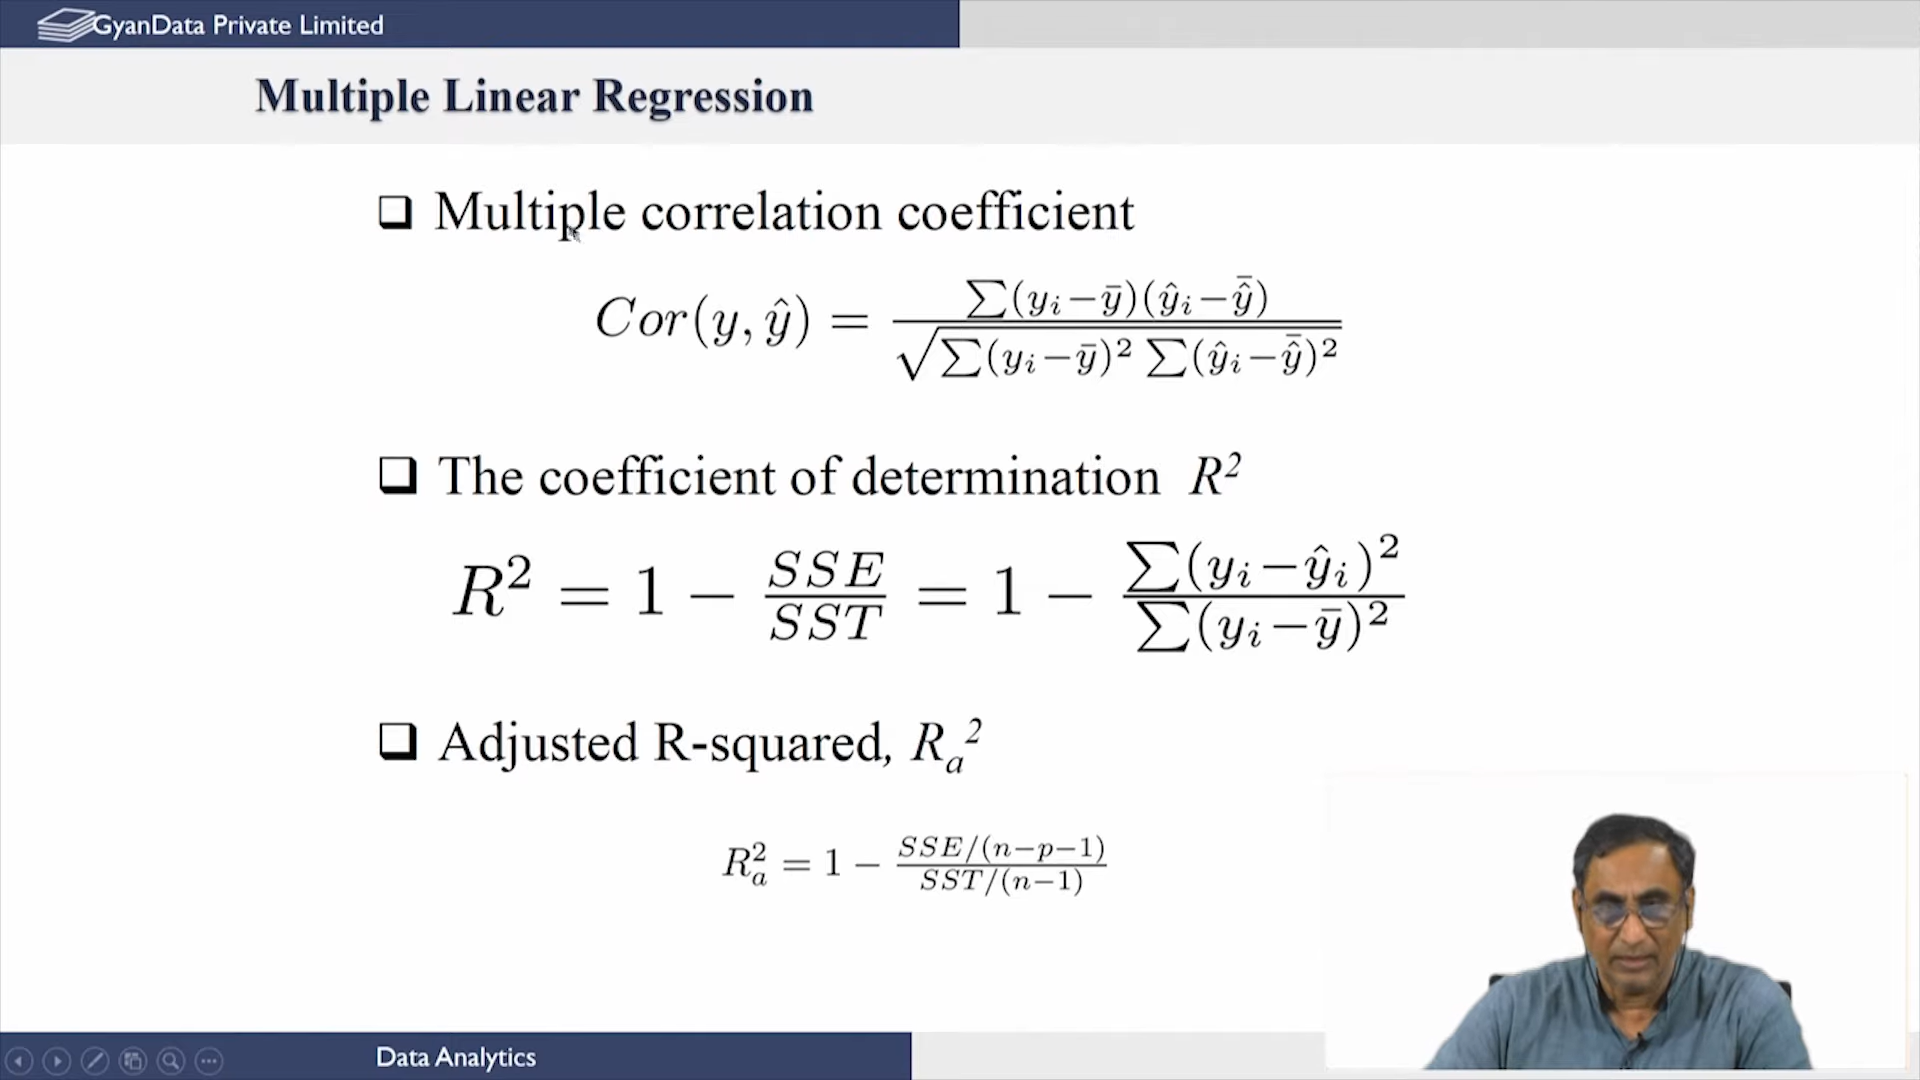 GyanData Private Limited
Multiple Linear Regression
❑ Multiple correlation coefficient
Cor(y, ŷ) = ∑(yᵢ−ȳ)(ŷᵢ−ŷ̄) / √∑(yᵢ−ȳ)² ∑(ŷᵢ−ŷ̄)²
❑ The coefficient of determination R²
R² = 1 − SSE/SST = 1 − ∑(yᵢ−ŷᵢ)² / ∑(yᵢ−ȳ)²
❑ Adjusted R-squared, Rₐ²
Rₐ² = 1 − SSE/(n−p−1) / SST/(n−1)
Data Analytics